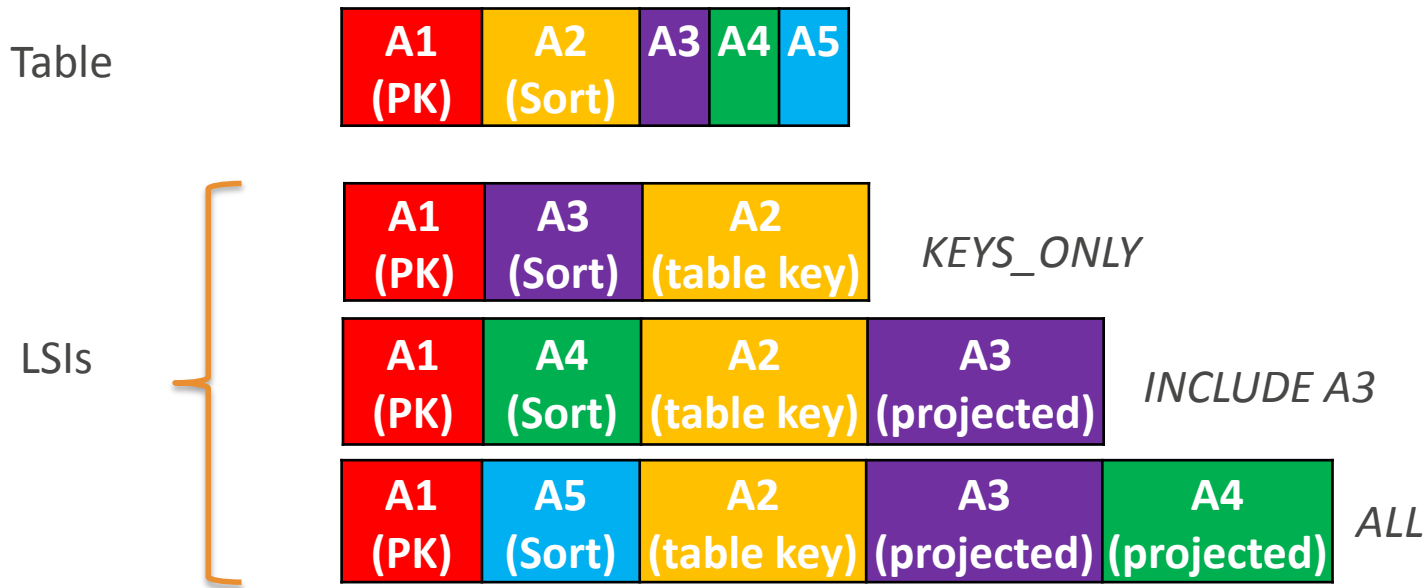 Table
A1 A2 A3 A4 A5
(PK) (Sort)
A1 A3 A2
(PK) (Sort) (table key)
KEYS_ONLY
LSIs
A1 A4 A2 A3
(PK) (Sort) (table key) (projected)
INCLUDE A3
A1 A5 A2 A3 A4
(PK) (Sort) (table key) (projected) (projected)
ALL